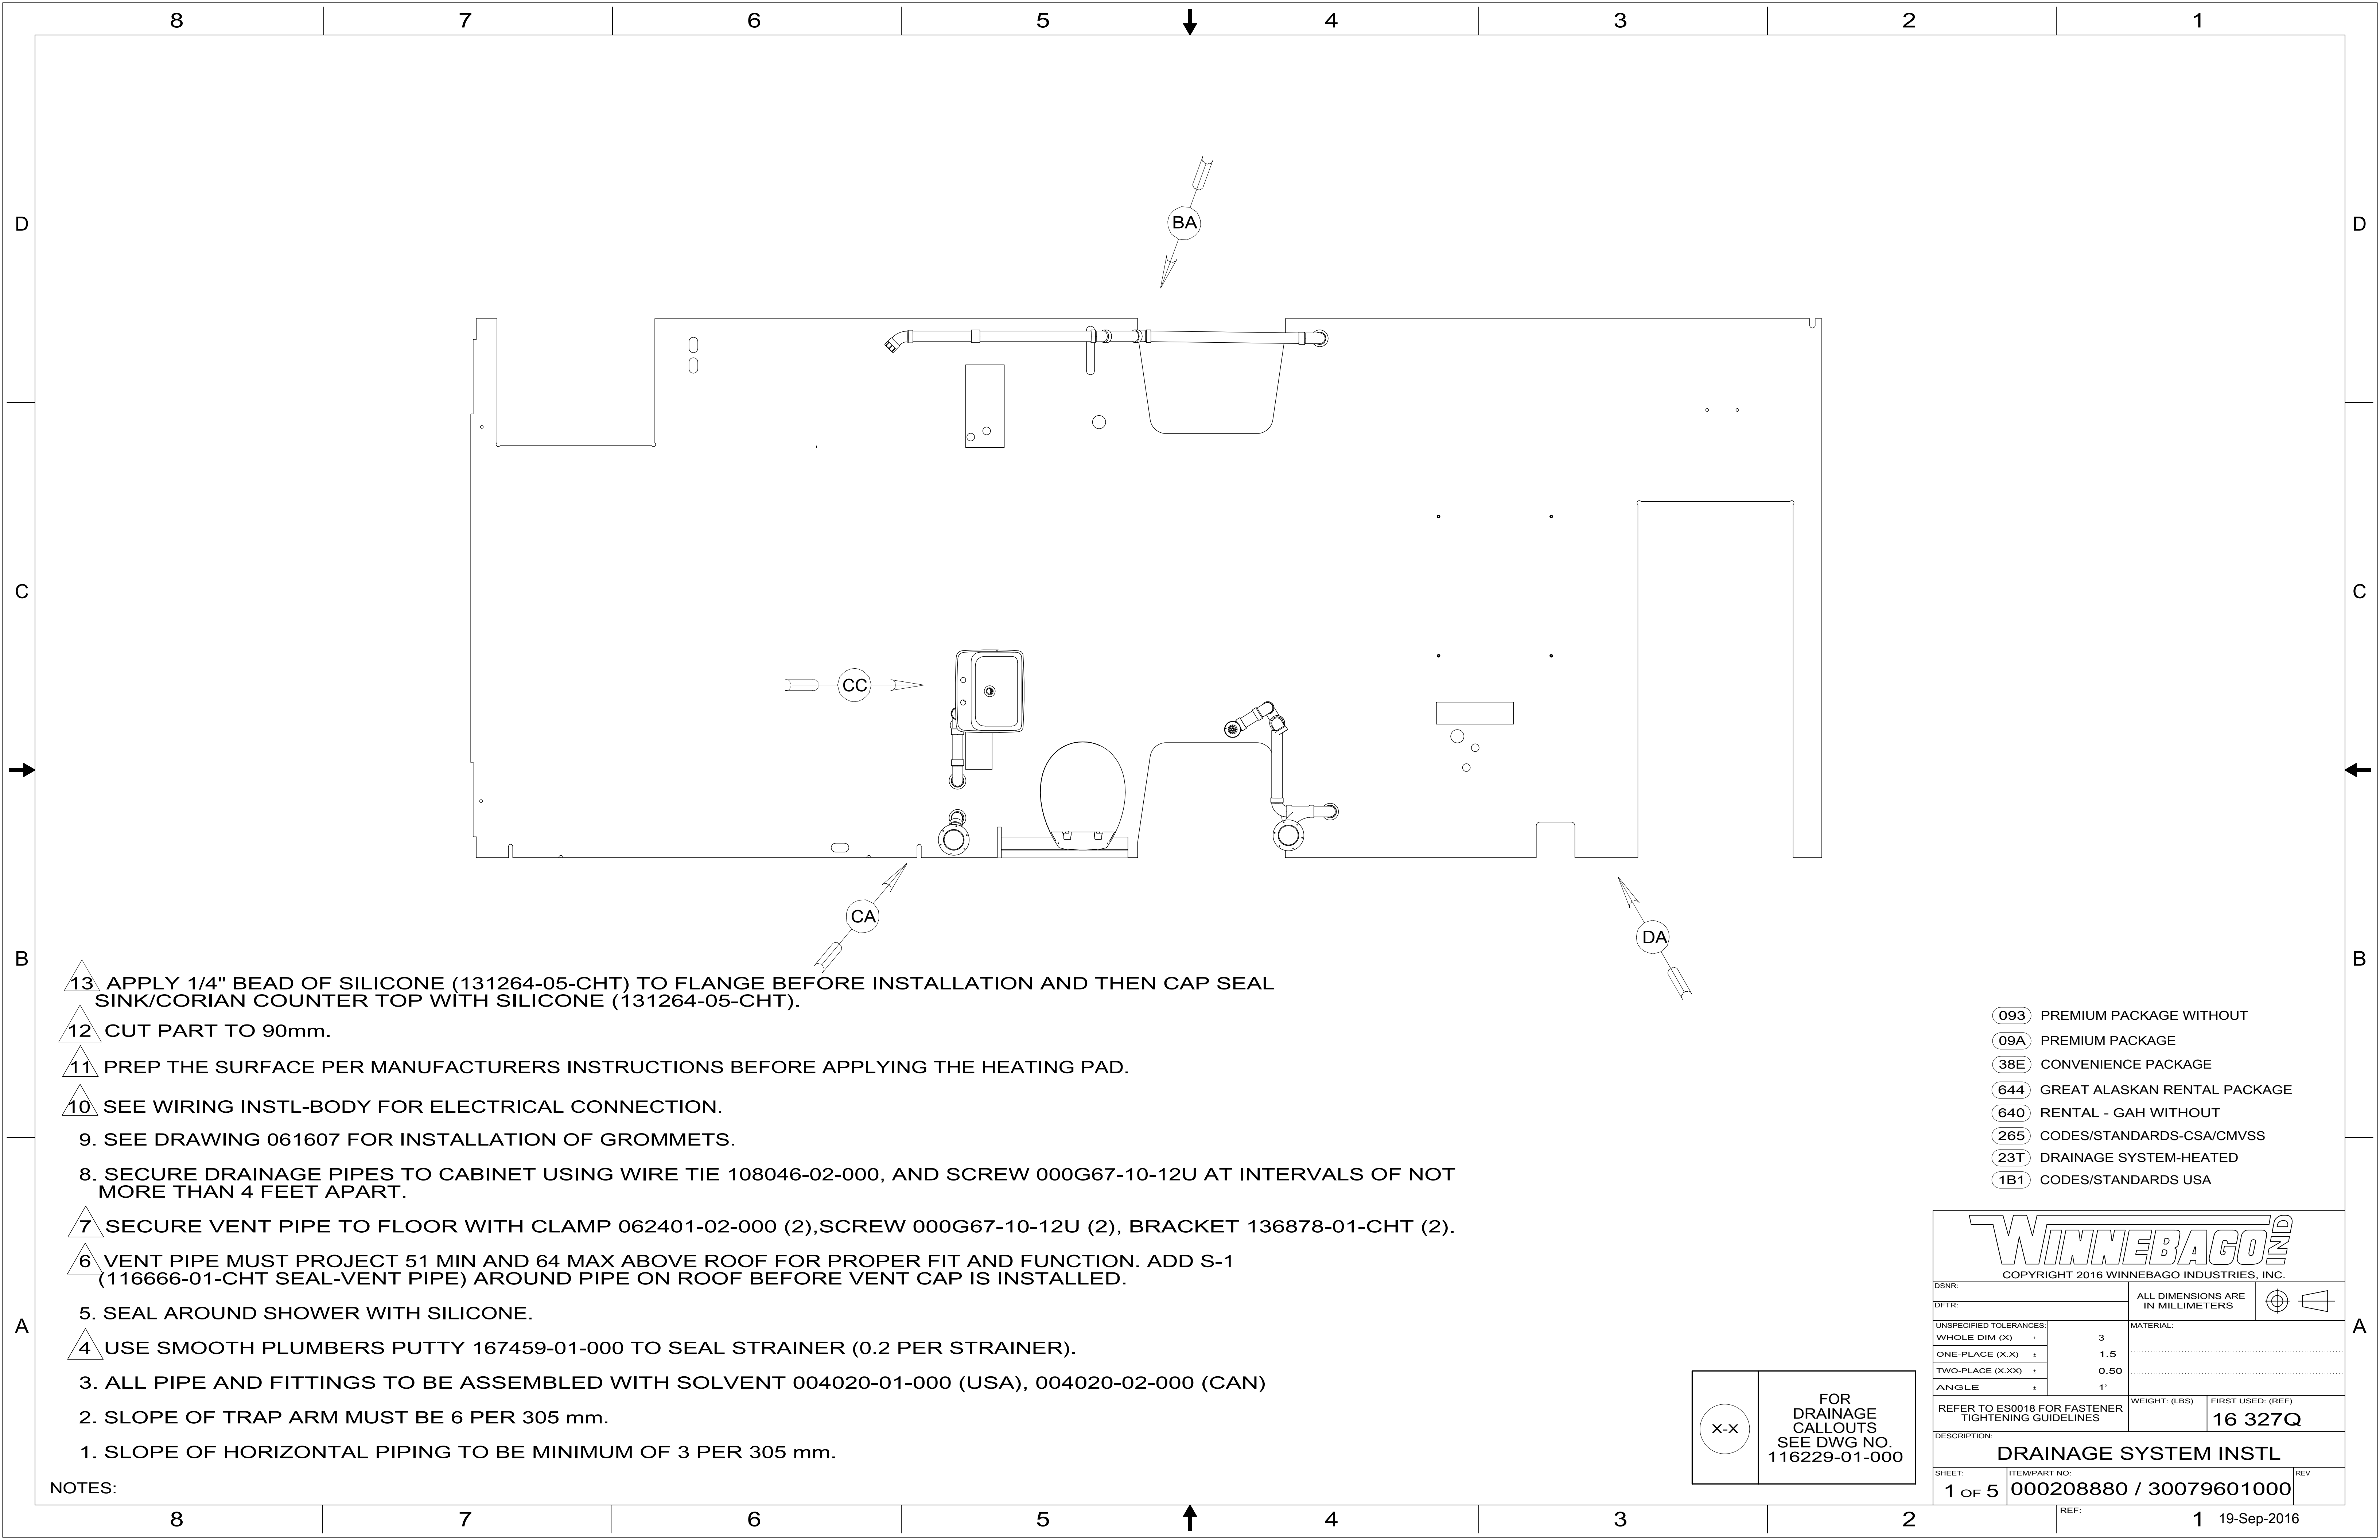 8 7 6 5 4 3 2 1
D D
BA
C C
CC
CA
DA
B B
13 APPLY 1/4" BEAD OF SILICONE (131264-05-CHT) TO FLANGE BEFORE INSTALLATION AND THEN CAP SEAL
SINK/CORIAN COUNTER TOP WITH SILICONE (131264-05-CHT).
12 CUT PART TO 90mm.
11 PREP THE SURFACE PER MANUFACTURERS INSTRUCTIONS BEFORE APPLYING THE HEATING PAD.
10 SEE WIRING INSTL-BODY FOR ELECTRICAL CONNECTION.
9. SEE DRAWING 061607 FOR INSTALLATION OF GROMMETS.
8. SECURE DRAINAGE PIPES TO CABINET USING WIRE TIE 108046-02-000, AND SCREW 000G67-10-12U AT INTERVALS OF NOT
MORE THAN 4 FEET APART.
7 SECURE VENT PIPE TO FLOOR WITH CLAMP 062401-02-000 (2),SCREW 000G67-10-12U (2), BRACKET 136878-01-CHT (2).
6 VENT PIPE MUST PROJECT 51 MIN AND 64 MAX ABOVE ROOF FOR PROPER FIT AND FUNCTION. ADD S-1
(116666-01-CHT SEAL-VENT PIPE) AROUND PIPE ON ROOF BEFORE VENT CAP IS INSTALLED.
5. SEAL AROUND SHOWER WITH SILICONE.
4 USE SMOOTH PLUMBERS PUTTY 167459-01-000 TO SEAL STRAINER (0.2 PER STRAINER).
3. ALL PIPE AND FITTINGS TO BE ASSEMBLED WITH SOLVENT 004020-01-000 (USA), 004020-02-000 (CAN)
2. SLOPE OF TRAP ARM MUST BE 6 PER 305 mm.
1. SLOPE OF HORIZONTAL PIPING TO BE MINIMUM OF 3 PER 305 mm.
NOTES:
093 PREMIUM PACKAGE WITHOUT
09A PREMIUM PACKAGE
38E CONVENIENCE PACKAGE
644 GREAT ALASKAN RENTAL PACKAGE
640 RENTAL - GAH WITHOUT
265 CODES/STANDARDS-CSA/CMVSS
23T DRAINAGE SYSTEM-HEATED
1B1 CODES/STANDARDS USA
A A
X-X
FOR
DRAINAGE
CALLOUTS
SEE DWG NO.
116229-01-000
WINNEBAGO IND
COPYRIGHT 2016 WINNEBAGO INDUSTRIES, INC.
DSNR:
DFTR:
ALL DIMENSIONS ARE
IN MILLIMETERS
UNSPECIFIED TOLERANCES:
WHOLE DIM (X) ± 3
ONE-PLACE (X.X) ± 1.5
TWO-PLACE (X.XX) ± 0.50
ANGLE ± 1°
MATERIAL:
REFER TO ES0018 FOR FASTENER
TIGHTENING GUIDELINES
WEIGHT: (LBS)
FIRST USED: (REF)
16 327Q
DESCRIPTION:
DRAINAGE SYSTEM INSTL
SHEET:
1 OF 5
ITEM/PART NO:
000208880 / 30079601000
REV
REF:
8 7 6 5 4 3 2 1
19-Sep-2016